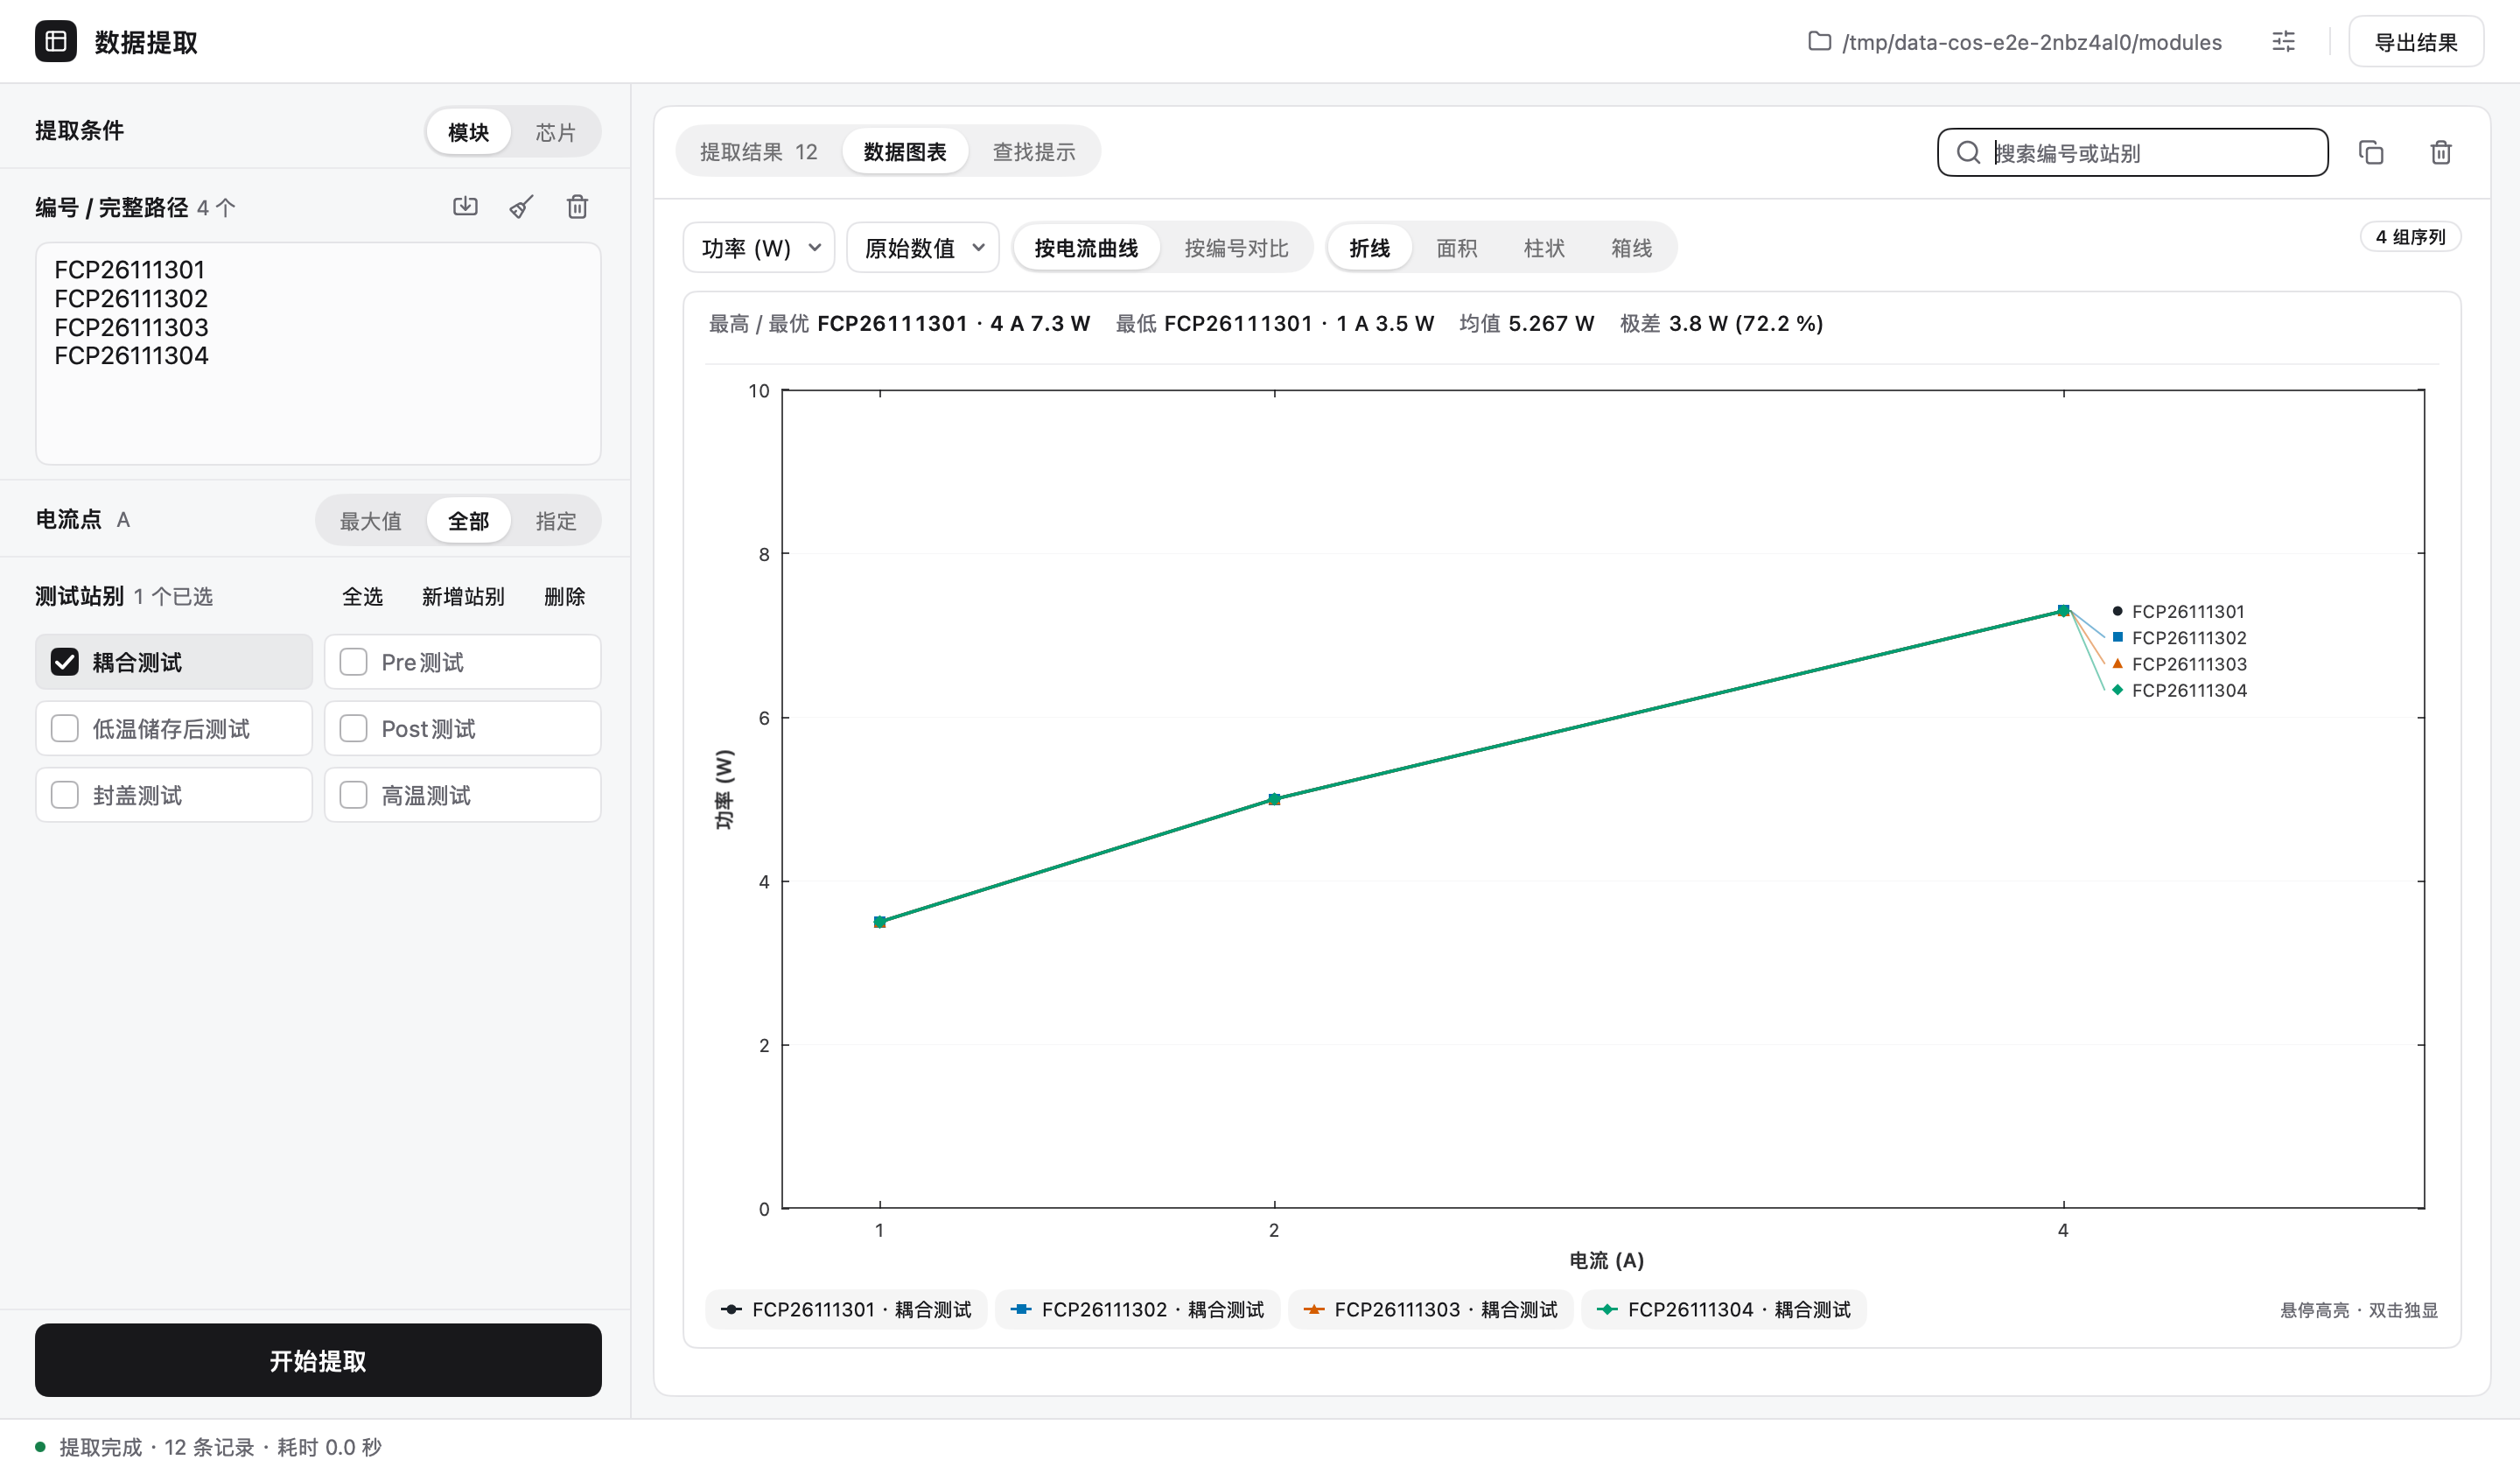 数据提取
/tmp/data-cos-e2e-2nbz4al0/modules
导出结果
提取条件
模块
芯片
编号 / 完整路径 4 个
FCP26111301
FCP26111302
FCP26111303
FCP26111304
电流点 A
最大值
全部
指定
测试站别 1 个已选
全选
新增站别
删除
耦合测试
Pre 测试
低温储存后测试
Post 测试
封盖测试
高温测试
开始提取
提取结果 12
数据图表
查找提示
搜索编号或站别
功率 (W)
原始数值
按电流曲线
按编号对比
折线
面积
柱状
箱线
4 组序列
最高 / 最优 FCP26111301 · 4 A 7.3 W 最低 FCP26111301 · 1 A 3.5 W 均值 5.267 W 极差 3.8 W (72.2 %)
10
8
6
4
2
0
功率 (W)
FCP26111301
FCP26111302
FCP26111303
FCP26111304
1
2
4
电流 (A)
FCP26111301 · 耦合测试
FCP26111302 · 耦合测试
FCP26111303 · 耦合测试
FCP26111304 · 耦合测试
悬停高亮 · 双击独显
提取完成 · 12 条记录 · 耗时 0.0 秒